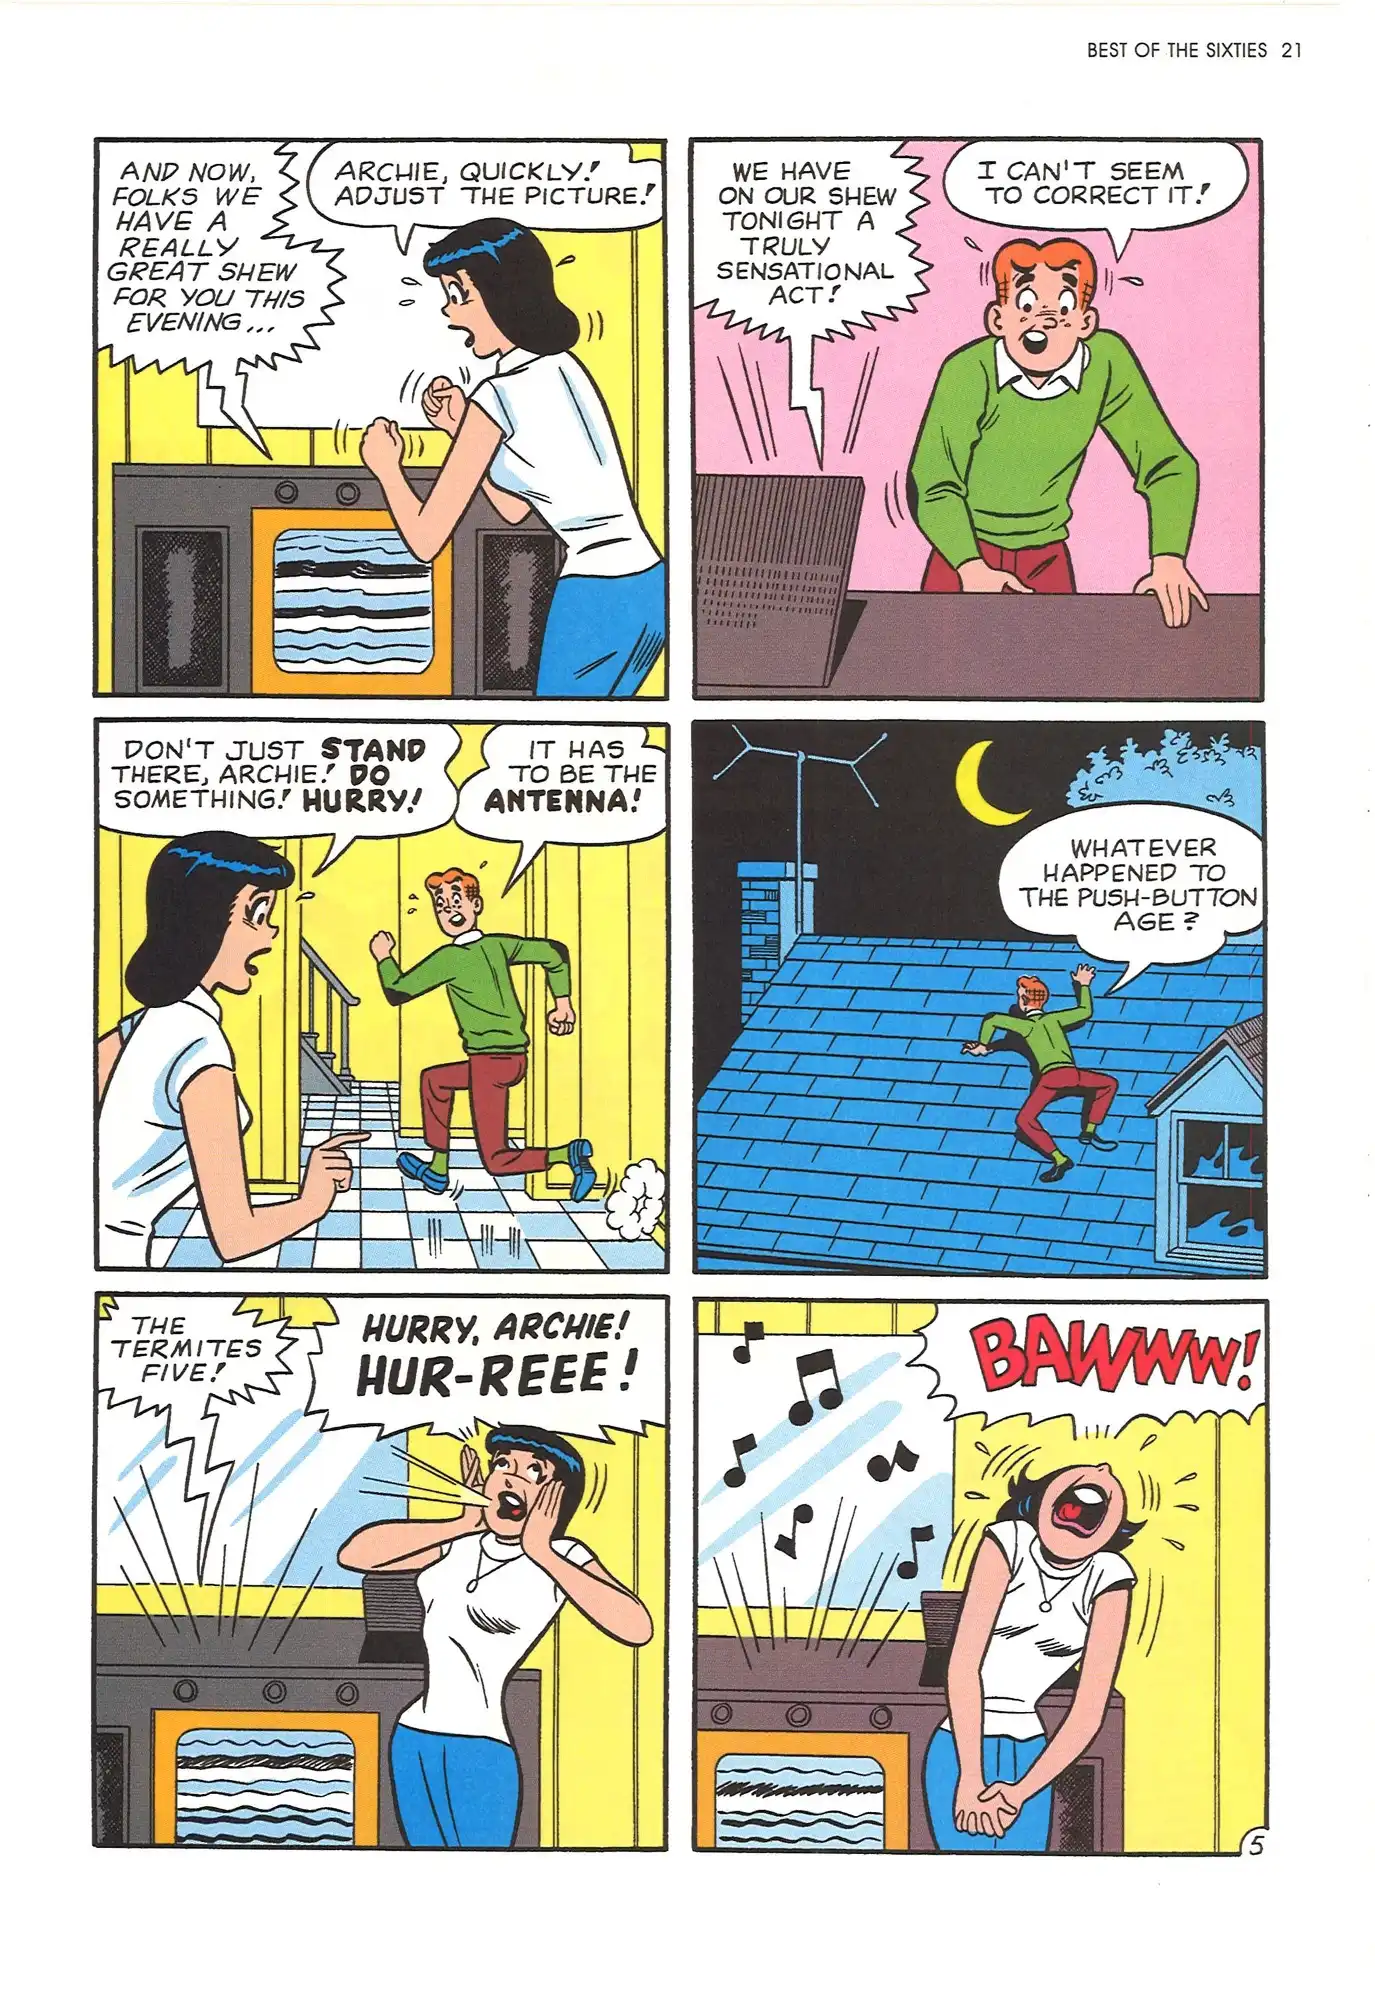 BEST OF THE SIXTIES 21
AND NOW,
FOLKS WE
HAVE A
REALLY
GREAT SHEW
FOR YOU THIS
EVENING...
ARCHIE, QUICKLY!
ADJUST THE PICTURE!
WE HAVE
ON OUR SHEW
TONIGHT A
TRULY
SENSATIONAL
ACT!
I CAN'T SEEM
TO CORRECT IT!
DON'T JUST STAND
THERE, ARCHIE! DO
SOMETHING! HURRY!
IT HAS
TO BE THE
ANTENNA!
WHATEVER
HAPPENED TO
THE PUSH-BUTTON
AGE?
THE
TERMITES
FIVE!
HURRY, ARCHIE!
HUR-REEE!
BAWWW!
5